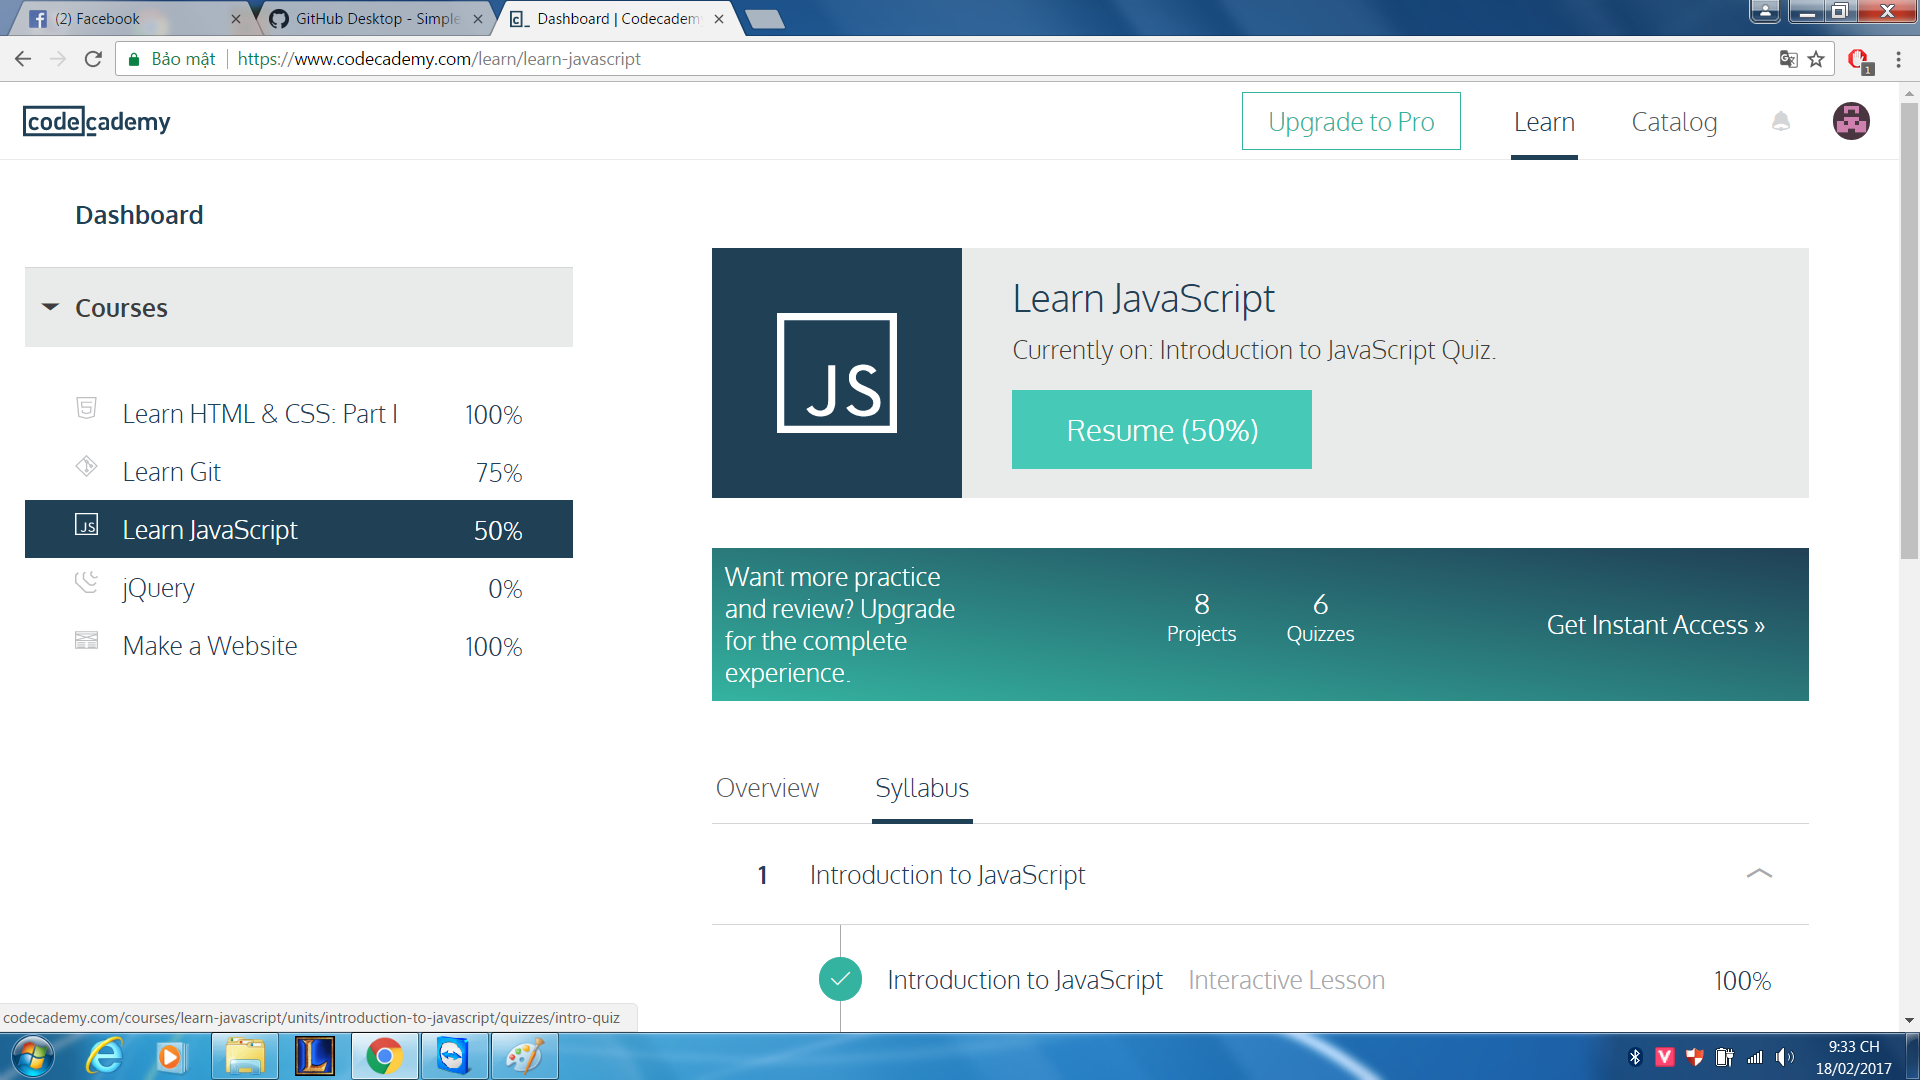 (2) Facebook
GitHub Desktop - Simple
Dashboard | Codecadem
Bảo mật
https://www.codecademy.com/learn/learn-javascript
1
codecademy
Upgrade to Pro
Learn
Catalog
Dashboard
Courses
Learn HTML & CSS: Part I 100%
Learn Git 75%
JS Learn JavaScript 50%
jQuery 0%
Make a Website 100%
JS
Learn JavaScript
Currently on: Introduction to JavaScript Quiz.
Resume (50%)
Want more practice
and review? Upgrade
for the complete
experience.
8
Projects
6
Quizzes
Get Instant Access »
Overview
Syllabus
1 Introduction to JavaScript
Introduction to JavaScript Interactive Lesson 100%
codecademy.com/courses/learn-javascript/units/introduction-to-javascript/quizzes/intro-quiz
L
V
9:33 CH
18/02/2017